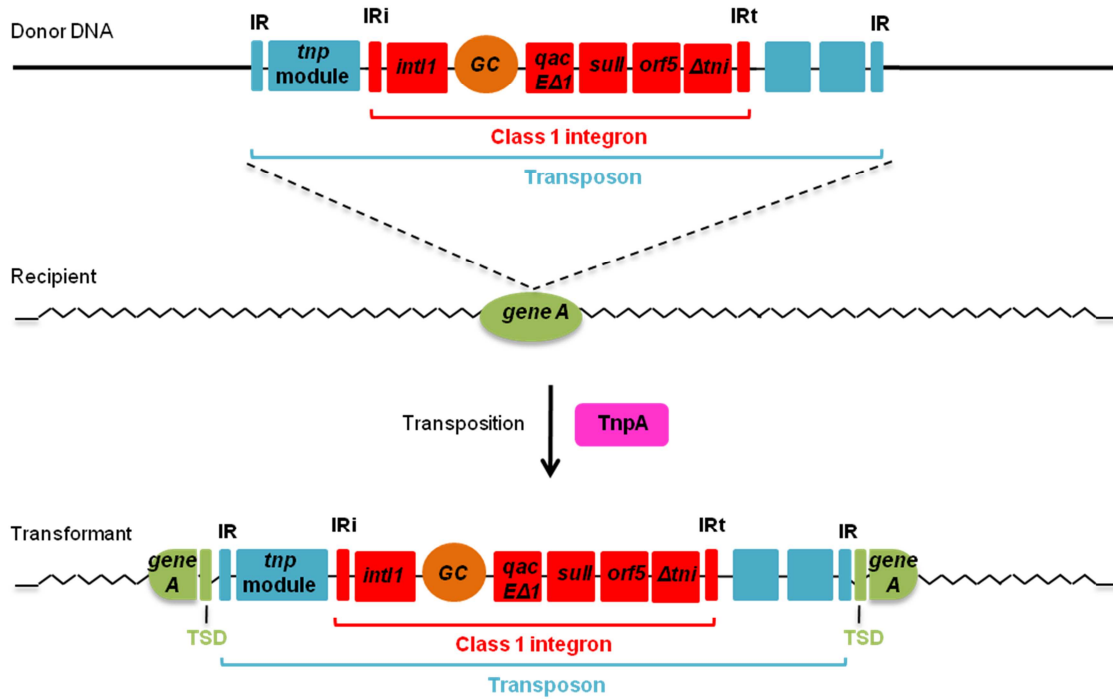 Donor DNA
IR IRi IRt IR
tnp module intI1 GC qac EΔ1 sull orf5 Δtni
Class 1 integron
Transposon
Recipient
gene A
Transposition TnpA
Transformant
IR IRi IRt IR
gene A tnp module intI1 GC qac EΔ1 sull orf5 Δtni gene A
TSD TSD
Class 1 integron
Transposon